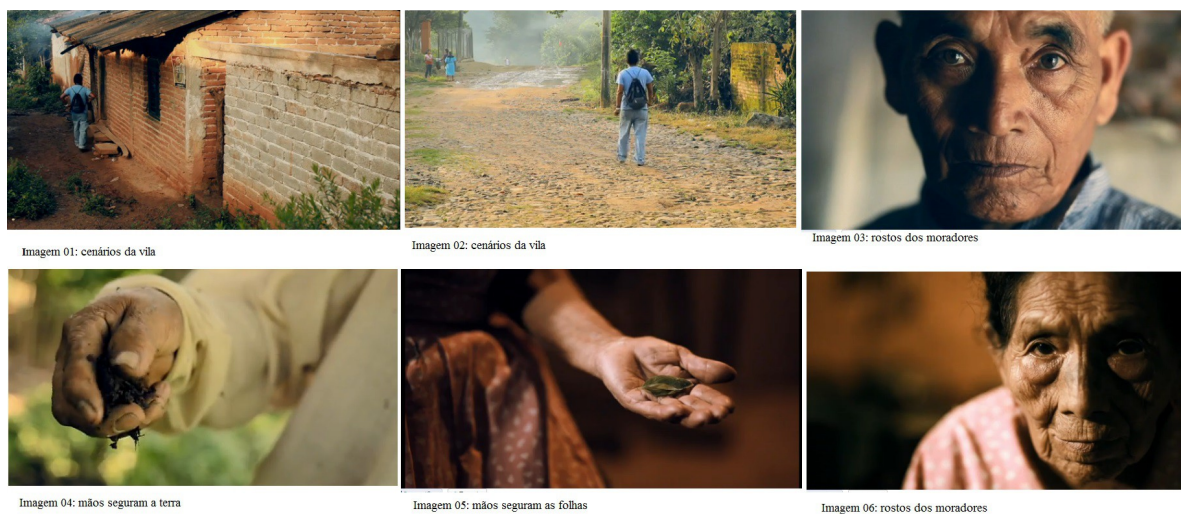 Imagem 01: cenários da vila
Imagem 02: cenários da vila
Imagem 03: rostos dos moradores
Imagem 04: mãos seguram a terra
Imagem 05: mãos seguram as folhas
Imagem 06: rostos dos moradores